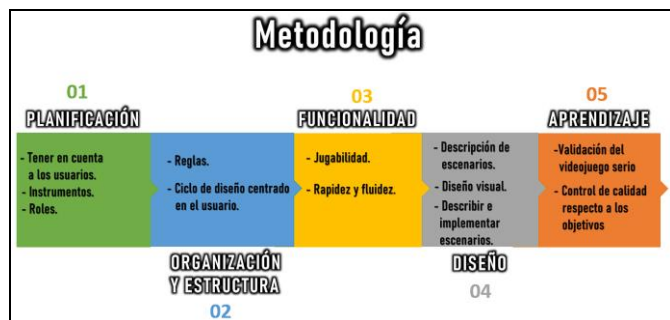 Metodología
01
PLANIFICACIÓN
- Tener en cuenta
a los usuarios.
- Instrumentos.
- Roles.
- Reglas.
- Ciclo de diseño centrado
en el usuario.
ORGANIZACIÓN
Y ESTRUCTURA
02
03
FUNCIONALIDAD
- Jugabilidad.
- Rapidez y fluidez.
- Descripción de
escenarios.
- Diseño visual.
- Describir e
implementar
escenarios.
DISEÑO
04
05
APRENDIZAJE
-Validación del
videojuego serio
- Control de calidad
respecto a los
objetivos